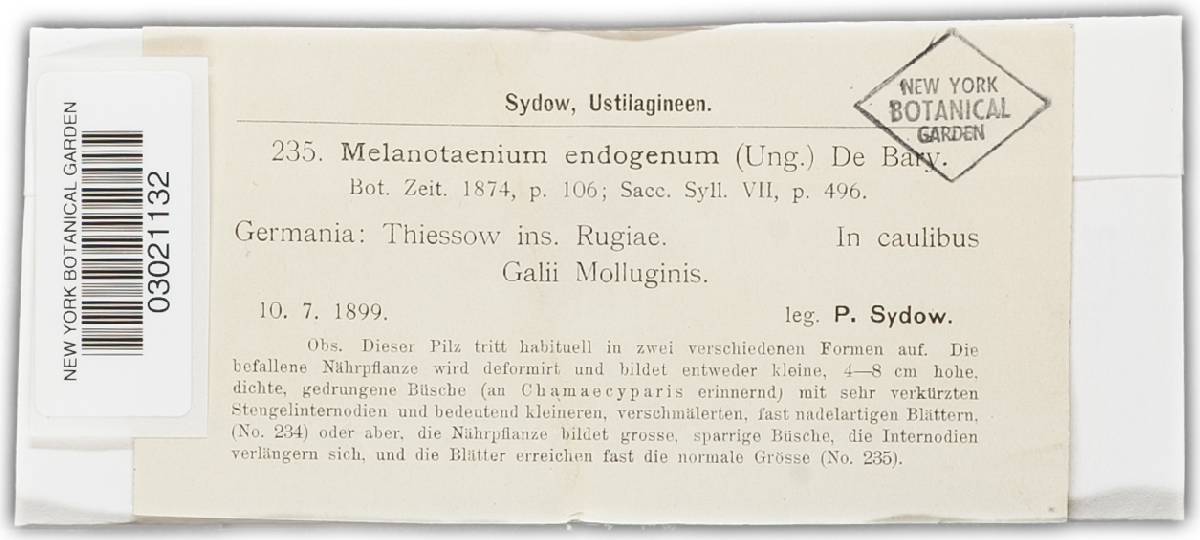 NEW YORK BOTANICAL GARDEN
03021132
NEW YORK
BOTANICAL
GARDEN
Sydow, Ustilagineen.
235. Melanotaenium endogenum (Ung.) De Bary.
Bot. Zeit. 1874, p. 106; Sacc. Syll. VII, p. 496.
Germania: Thiessow ins. Rugiae. In caulibus
Galii Molluginis.
10. 7. 1899. leg. P. Sydow.
Obs. Dieser Pilz tritt habituell in zwei verschiedenen Formen auf. Die
befallene Nährpflanze wird deformirt und bildet entweder kleine, 4—8 cm hohe,
dichte, gedrungene Büsche (an Chamaecyparis erinnernd) mit sehr verkürzten
Stengelinternodien und bedeutend kleineren, verschmälerten, fast nadelartigen Blättern,
(No. 234) oder aber, die Nährpflanze bildet grosse, sparrige Büsche, die Internodien
verlängern sich, und die Blätter erreichen fast die normale Grösse (No. 235).